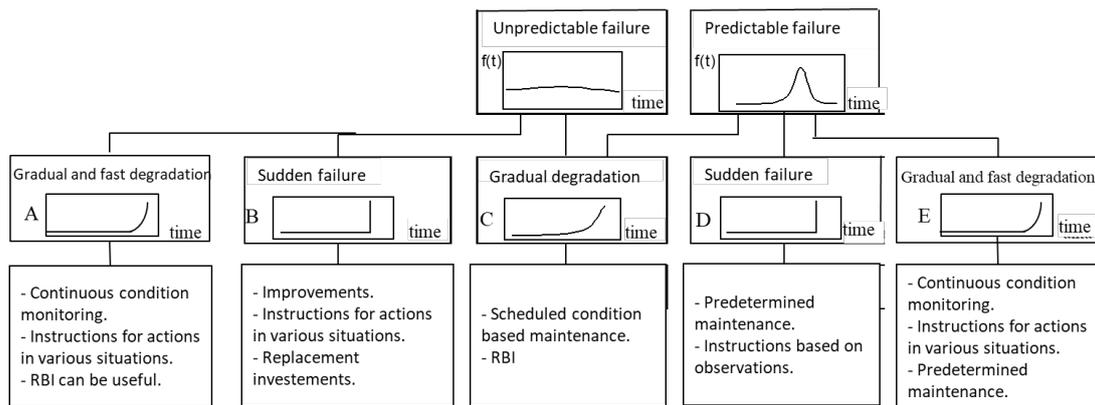 Unpredictable failure
f(t)
time
Predictable failure
f(t)
time
Gradual and fast degradation
A
time
Sudden failure
B
time
Gradual degradation
C
time
Sudden failure
D
time
Gradual and fast degradation
E
time
- Continuous condition
monitoring.
- Instructions for actions
in various situations.
- RBI can be useful.
- Improvements.
- Instructions for actions
in various situations.
- Replacement
investements.
- Scheduled condition
based maintenance.
- RBI
- Predetermined
maintenance.
- Instructions based on
observations.
- Continuous condition
monitoring.
- Instructions for actions
in various situations.
- Predetermined
maintenance.